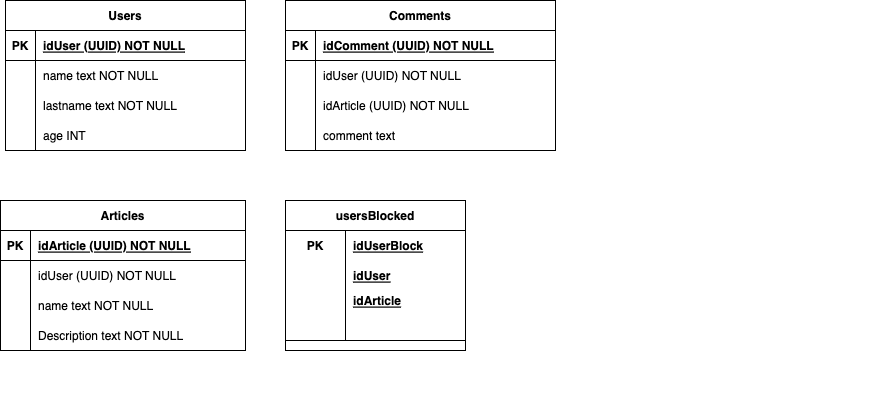 Users
PK idUser (UUID) NOT NULL
name text NOT NULL
lastname text NOT NULL
age INT
Comments
PK idComment (UUID) NOT NULL
idUser (UUID) NOT NULL
idArticle (UUID) NOT NULL
comment text
Articles
PK idArticle (UUID) NOT NULL
idUser (UUID) NOT NULL
name text NOT NULL
Description text NOT NULL
usersBlocked
PK idUserBlock
idUser
idArticle